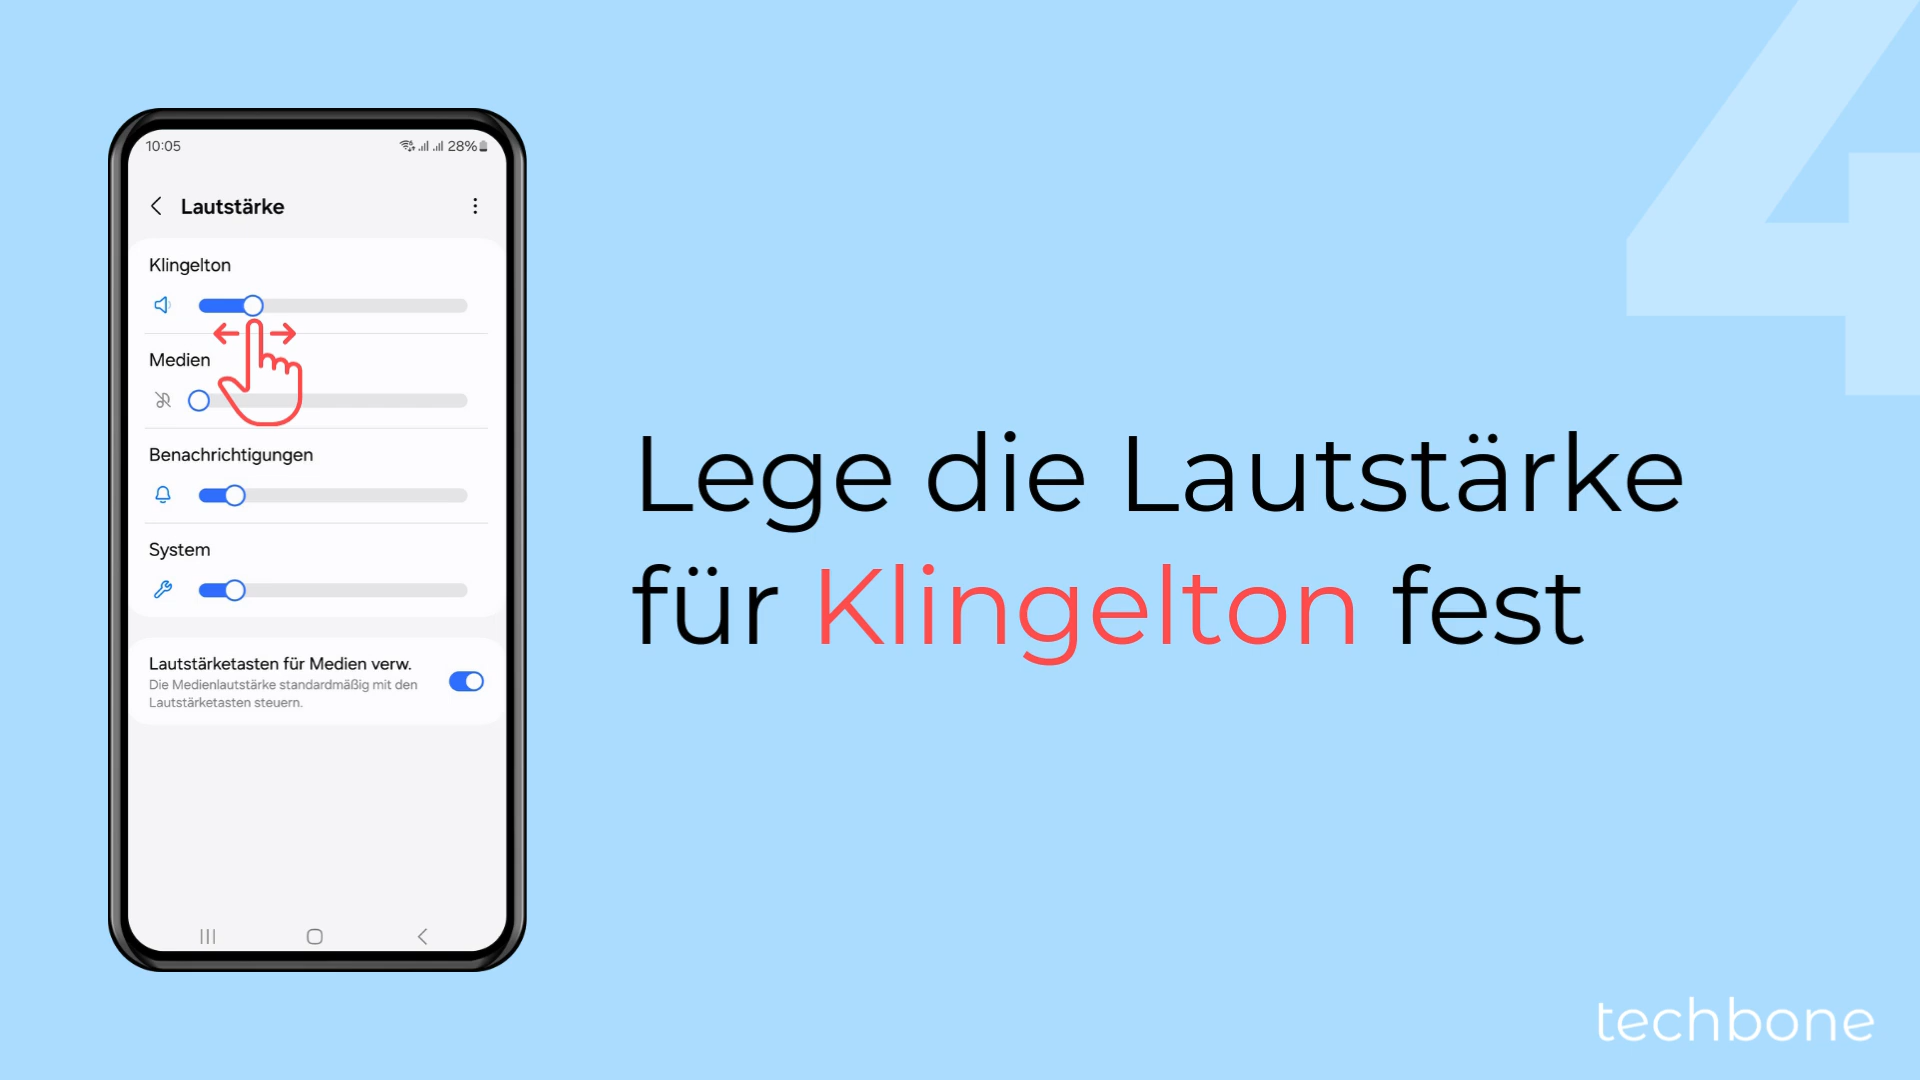 4
10:05
28%
Lautstärke
Klingelton
Medien
Benachrichtigungen
System
Lautstärketasten für Medien verw.
Die Medienlautstärke standardmäßig mit den
Lautstärketasten steuern.
Lege die Lautstärke
für Klingelton fest
techbone